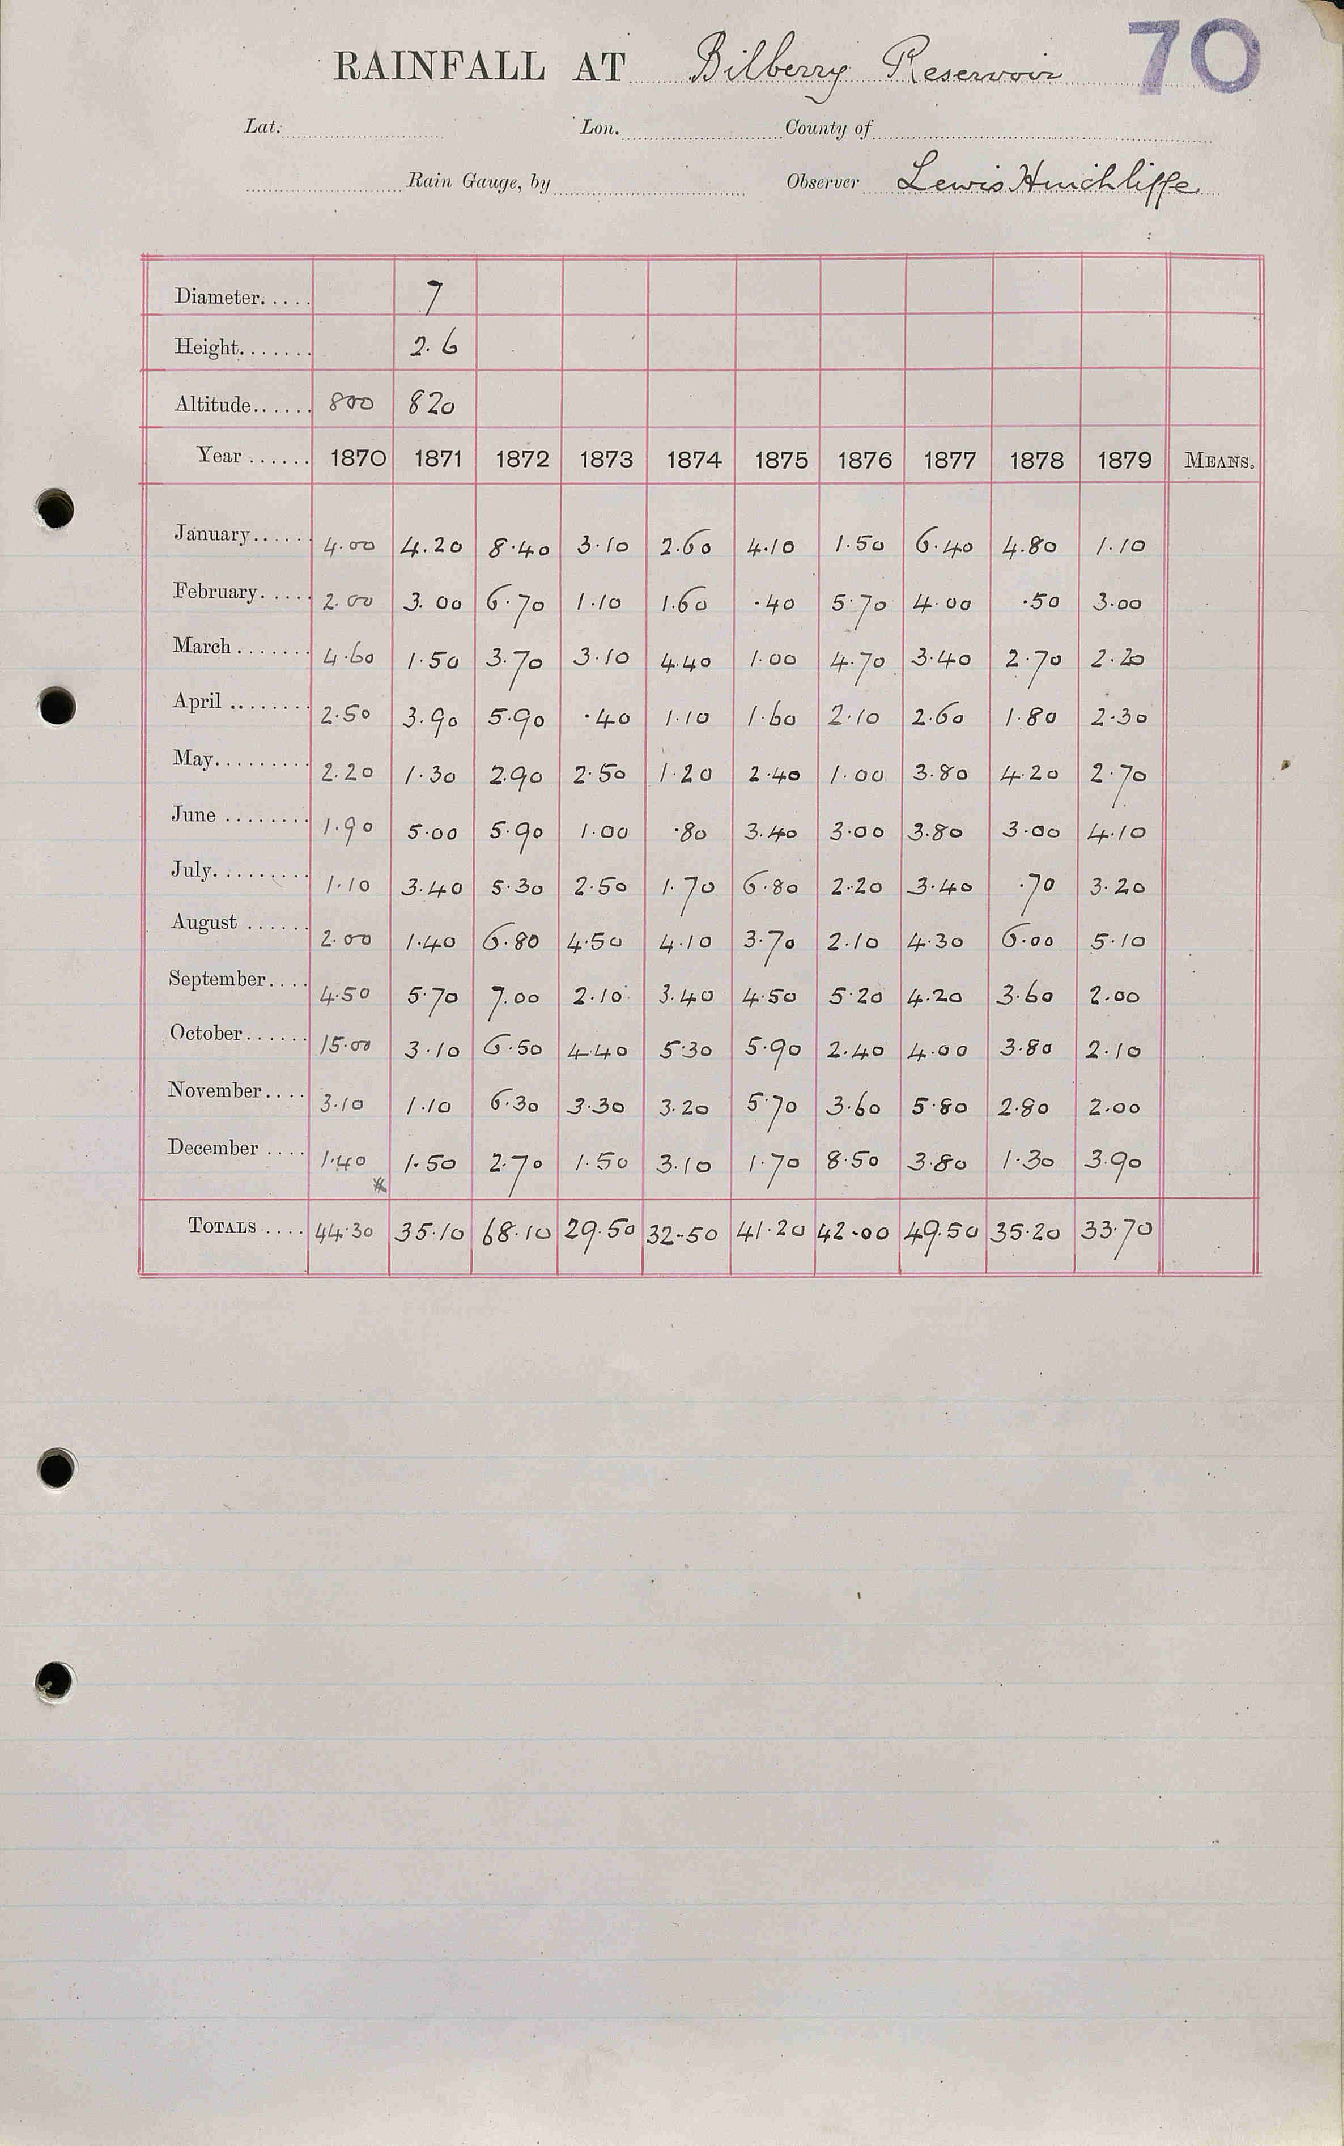 RAINFALL AT Bilberry Reservoir 70
Lat. Lon. County of
Rain Gauge, by Observer Lewis Hinchliffe
Diameter..... 7
Height....... 2.6
Altitude...... 800 820
Year ...... 1870 1871 1872 1873 1874 1875 1876 1877 1878 1879 MEANS.
January...... 4.00 4.20 8.40 3.10 2.60 4.10 1.50 6.40 4.80 1.10
February..... 2.00 3.00 6.70 1.10 1.60 .40 5.70 4.00 .50 3.00
March ....... 4.60 1.50 3.70 3.10 4.40 1.00 4.70 3.40 2.70 2.20
April ........ 2.50 3.90 5.90 .40 1.10 1.60 2.10 2.60 1.80 2.30
May......... 2.20 1.30 2.90 2.50 1.20 2.40 1.00 3.80 4.20 2.70
June ........ 1.90 5.00 5.90 1.00 .80 3.40 3.00 3.80 3.00 4.10
July......... 1.10 3.40 5.30 2.50 1.70 6.80 2.20 3.40 .70 3.20
August ...... 2.00 1.40 6.80 4.50 4.10 3.70 2.10 4.30 6.00 5.10
September.... 4.50 5.70 7.00 2.10 3.40 4.50 5.20 4.20 3.60 2.00
October...... 15.00 3.10 6.50 4.40 5.30 5.90 2.40 4.00 3.80 2.10
November.... 3.10 1.10 6.30 3.30 3.20 5.70 3.60 5.80 2.80 2.00
December .... 1.40 1.50 2.70 1.50 3.10 1.70 8.50 3.80 1.30 3.90
*
TOTALS .... 44.30 35.10 68.10 29.50 32.50 41.20 42.00 49.50 35.20 33.70